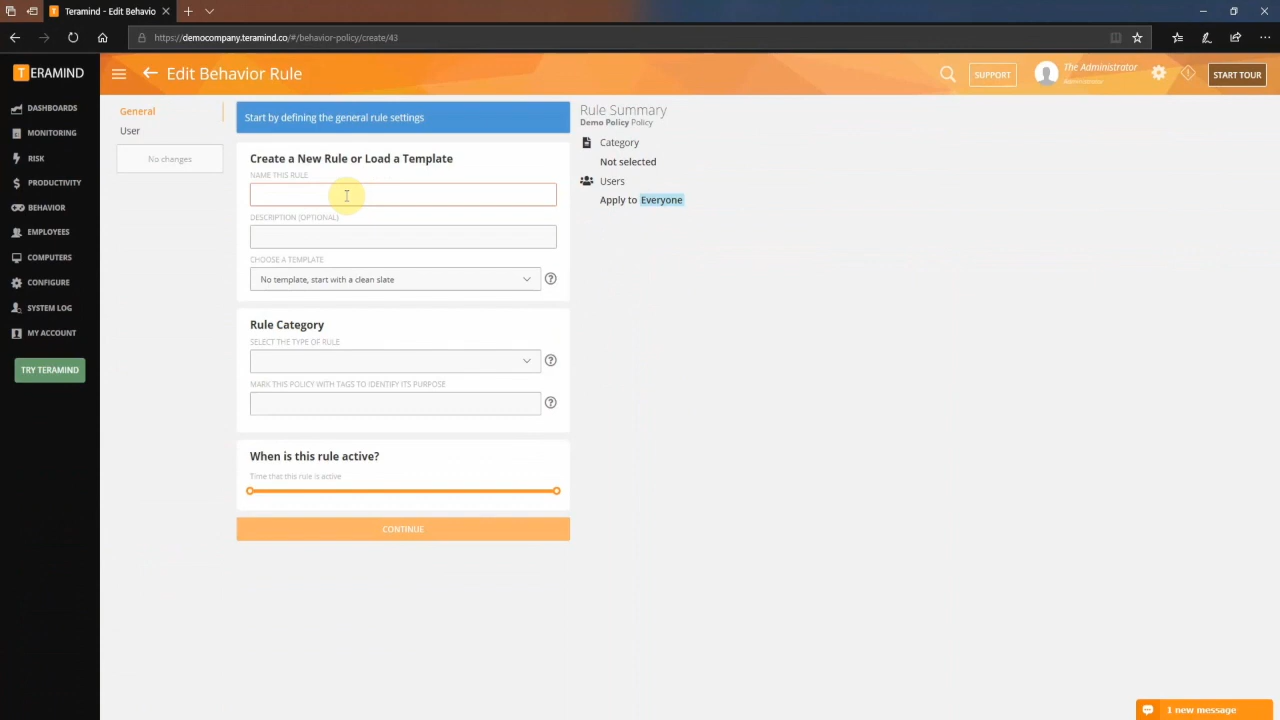 Teramind - Edit Behavio
https://democompany.teramind.co/#/behavior-policy/create/43
TERAMIND
Edit Behavior Rule
SUPPORT
The Administrator
START TOUR
DASHBOARDS
MONITORING
RISK
PRODUCTIVITY
BEHAVIOR
EMPLOYEES
COMPUTERS
CONFIGURE
SYSTEM LOG
MY ACCOUNT
TRY TERAMIND
General
User
No changes
Start by defining the general rule settings
Create a New Rule or Load a Template
NAME THIS RULE
DESCRIPTION (OPTIONAL)
CHOOSE A TEMPLATE
No template, start with a clean slate
Rule Category
SELECT THE TYPE OF RULE
MARK THIS POLICY WITH TAGS TO IDENTIFY ITS PURPOSE
When is this rule active?
Time that this rule is active
CONTINUE
Rule Summary
Demo Policy Policy
Category
Not selected
Users
Apply to Everyone
1 new message